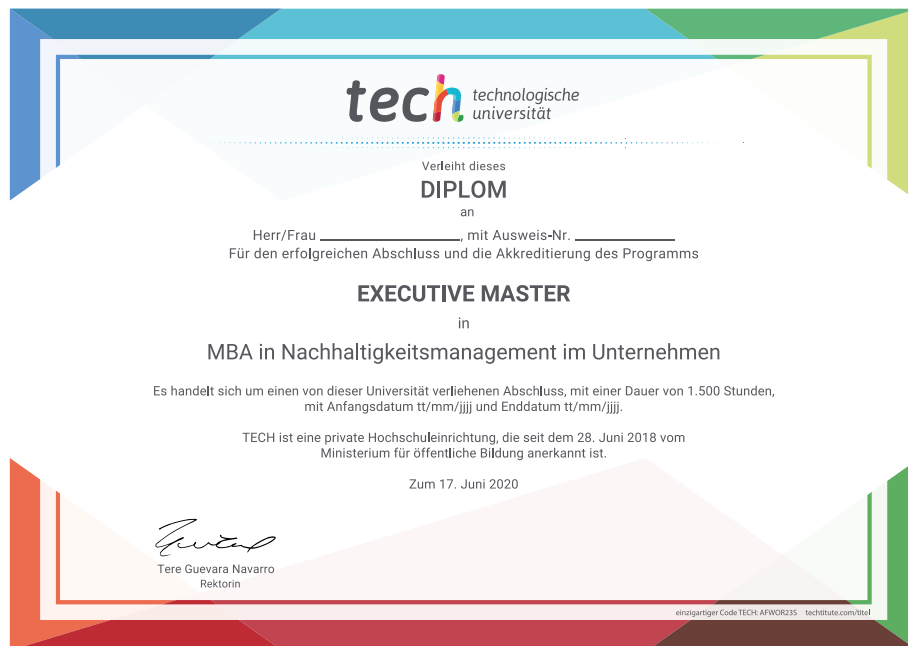 tech technologische
universität
Verleiht dieses
DIPLOM
an
Herr/Frau ____________________, mit Ausweis-Nr. ______________
Für den erfolgreichen Abschluss und die Akkreditierung des Programms
EXECUTIVE MASTER
in
MBA in Nachhaltigkeitsmanagement im Unternehmen
Es handelt sich um einen von dieser Universität verliehenen Abschluss, mit einer Dauer von 1.500 Stunden,
mit Anfangsdatum tt/mm/jjjj und Enddatum tt/mm/jjjj.
TECH ist eine private Hochschuleinrichtung, die seit dem 28. Juni 2018 vom
Ministerium für öffentliche Bildung anerkannt ist.
Zum 17. Juni 2020
Tere Guevara Navarro
Rektorin
einzigartiger Code TECH: AFWOR23S techtitute.com/titel